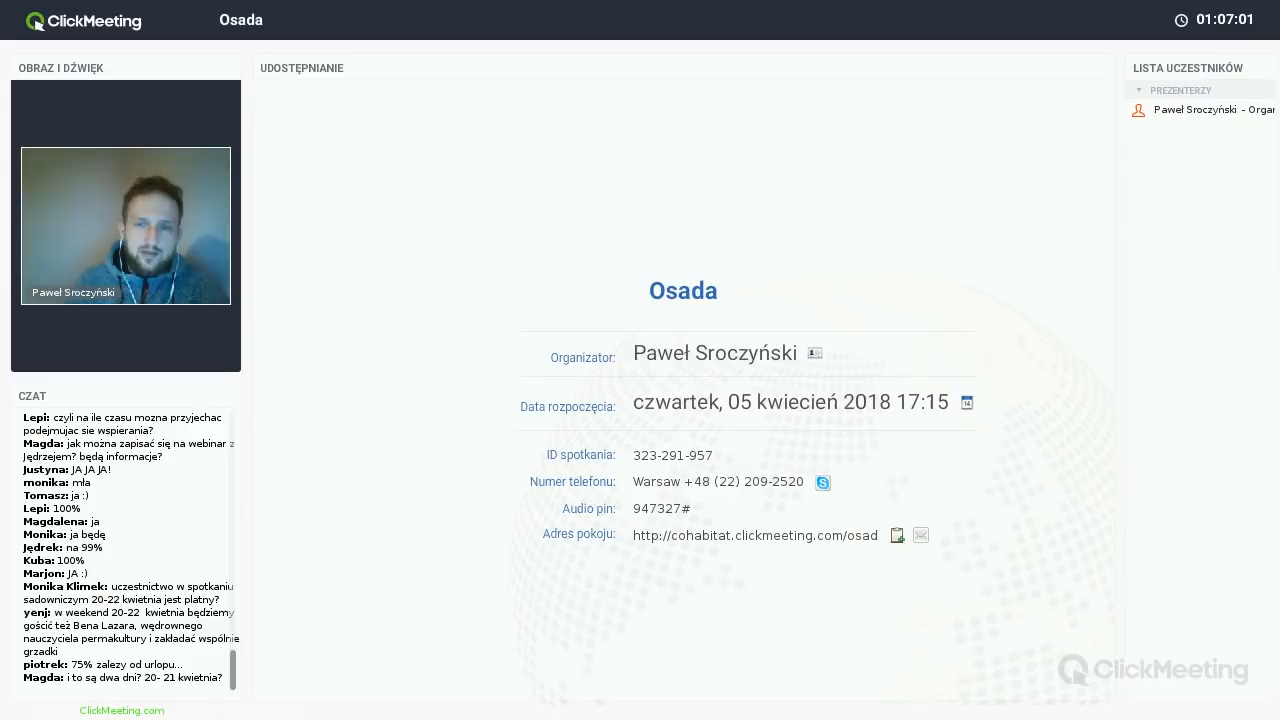 ClickMeeting
Osada
01:07:01
OBRAZ I DŹWIĘK
Paweł Sroczyński
CZAT
Lepi: czyli na ile czasu mozna przyjechac
podejmujac sie wspierania?
Magda: jak można zapisać się na webinar z
Jędrzejem? będą informacje?
Justyna: JA JA JA!
monika: mła
Tomasz: ja :)
Lepi: 100%
Magdalena: ja
Monika: ja będę
Jędrek: na 99%
Kuba: 100%
Marjon: JA :)
Monika Klimek: uczestnictwo w spotkaniu
sadowniczym 20-22 kwietnia jest płatny?
yenj: w weekend 20-22 kwietnia będziemy
gościć też Bena Lazara, wędrownego
nauczyciela permakultury i zakładać wspólnie
grzadki
piotrek: 75% zalezy od urlopu...
Magda: i to są dwa dni? 20- 21 kwietnia?
ClickMeeting.com
UDOSTĘPNIANIE
Osada
Organizator: Paweł Sroczyński
Data rozpoczęcia: czwartek, 05 kwiecień 2018 17:15
14
ID spotkania: 323-291-957
Numer telefonu: Warsaw +48 (22) 209-2520
Audio pin: 947327#
Adres pokoju: http://cohabitat.clickmeeting.com/osad
ClickMeeting
LISTA UCZESTNIKÓW
PREZENTERZY
Paweł Sroczyński - Organ